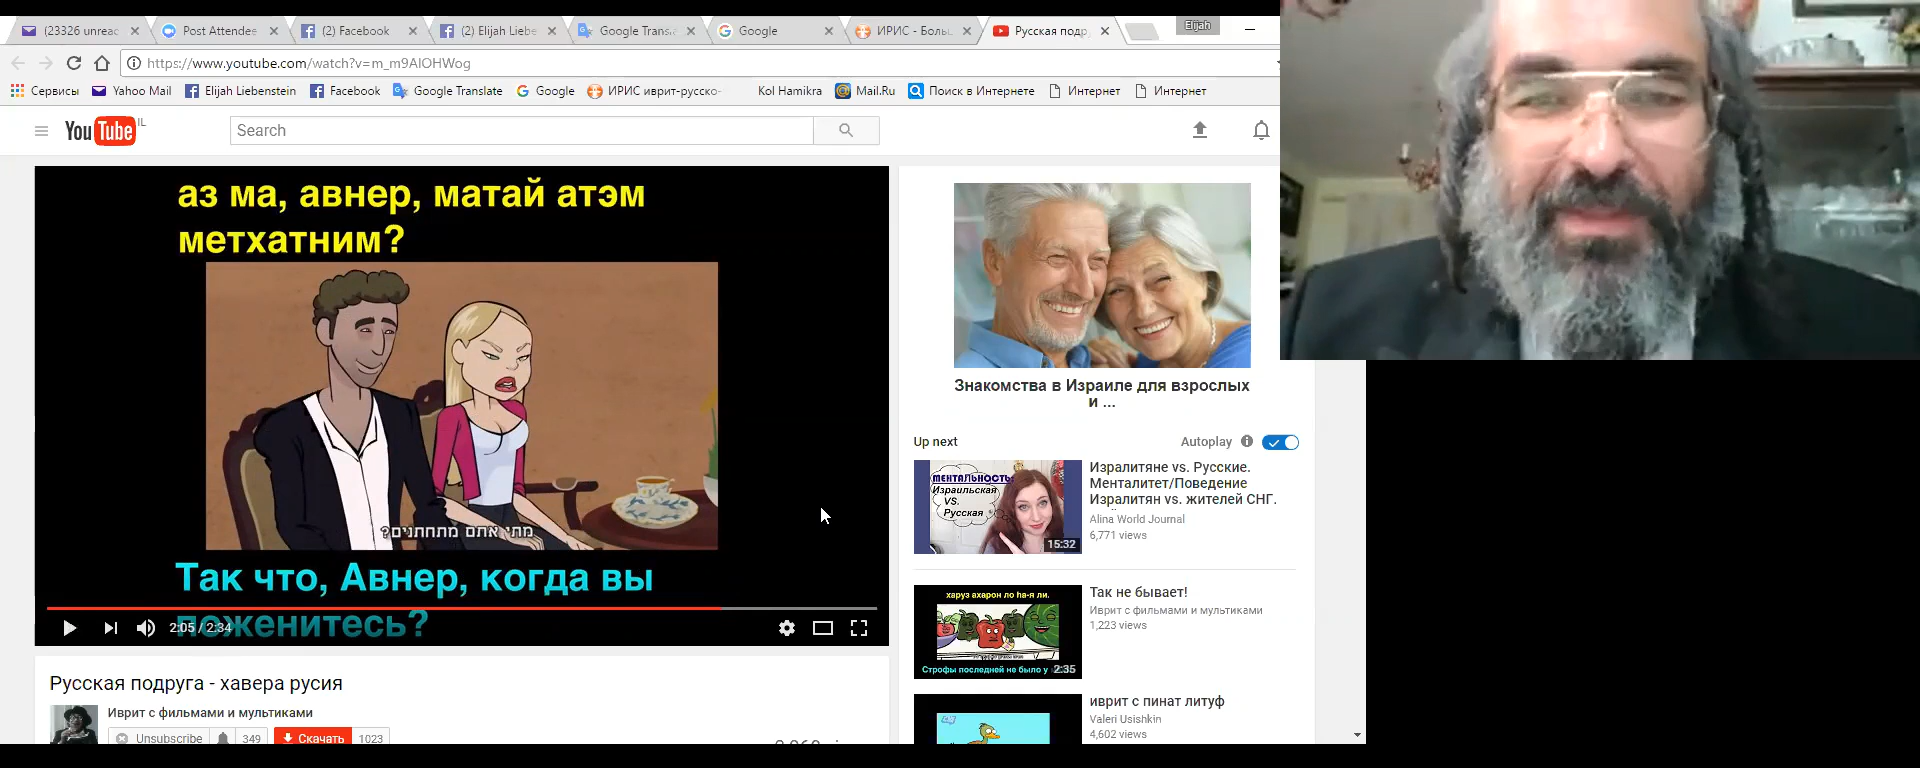 (23326 unreac
Post Attendee
(2) Facebook
(2) Elijah Liebe
Google Trans
Google
ИРИС - Боль
Русская подр
Elijah
https://www.youtube.com/watch?v=m_m9AIOHWog
Сервисы
Yahoo Mail
Elijah Liebenstein
Facebook
Google Translate
Google
ИРИС иврит-русско-
Kol Hamikra
Mail.Ru
Поиск в Интернете
Интернет
Интернет
YouTube IL
Search
аз ма, авнер, матай атэм
метхатним?
מתי אתם מתחתנים?
Так что, Авнер, когда вы
поженитесь?
2:05 / 2:34
Русская подруга - хавера русия
Иврит с фильмами и мультиками
Unsubscribe
349
Скачать
1023
Знакомства в Израиле для взрослых
и ...
Up next
Autoplay
МЕНТАЛЬНОСТЬ:
Израильская
VS.
Русская
15:32
Изралитяне vs. Русские.
Менталитет/Поведение
Изралитян vs. жителей СНГ.
Alina World Journal
6,771 views
харуз ахарон ло hа-я ли.
Строфы последней не было у
2:35
Так не бывает!
Иврит с фильмами и мультиками
1,223 views
иврит с пинат литуф
Valeri Usishkin
4,602 views